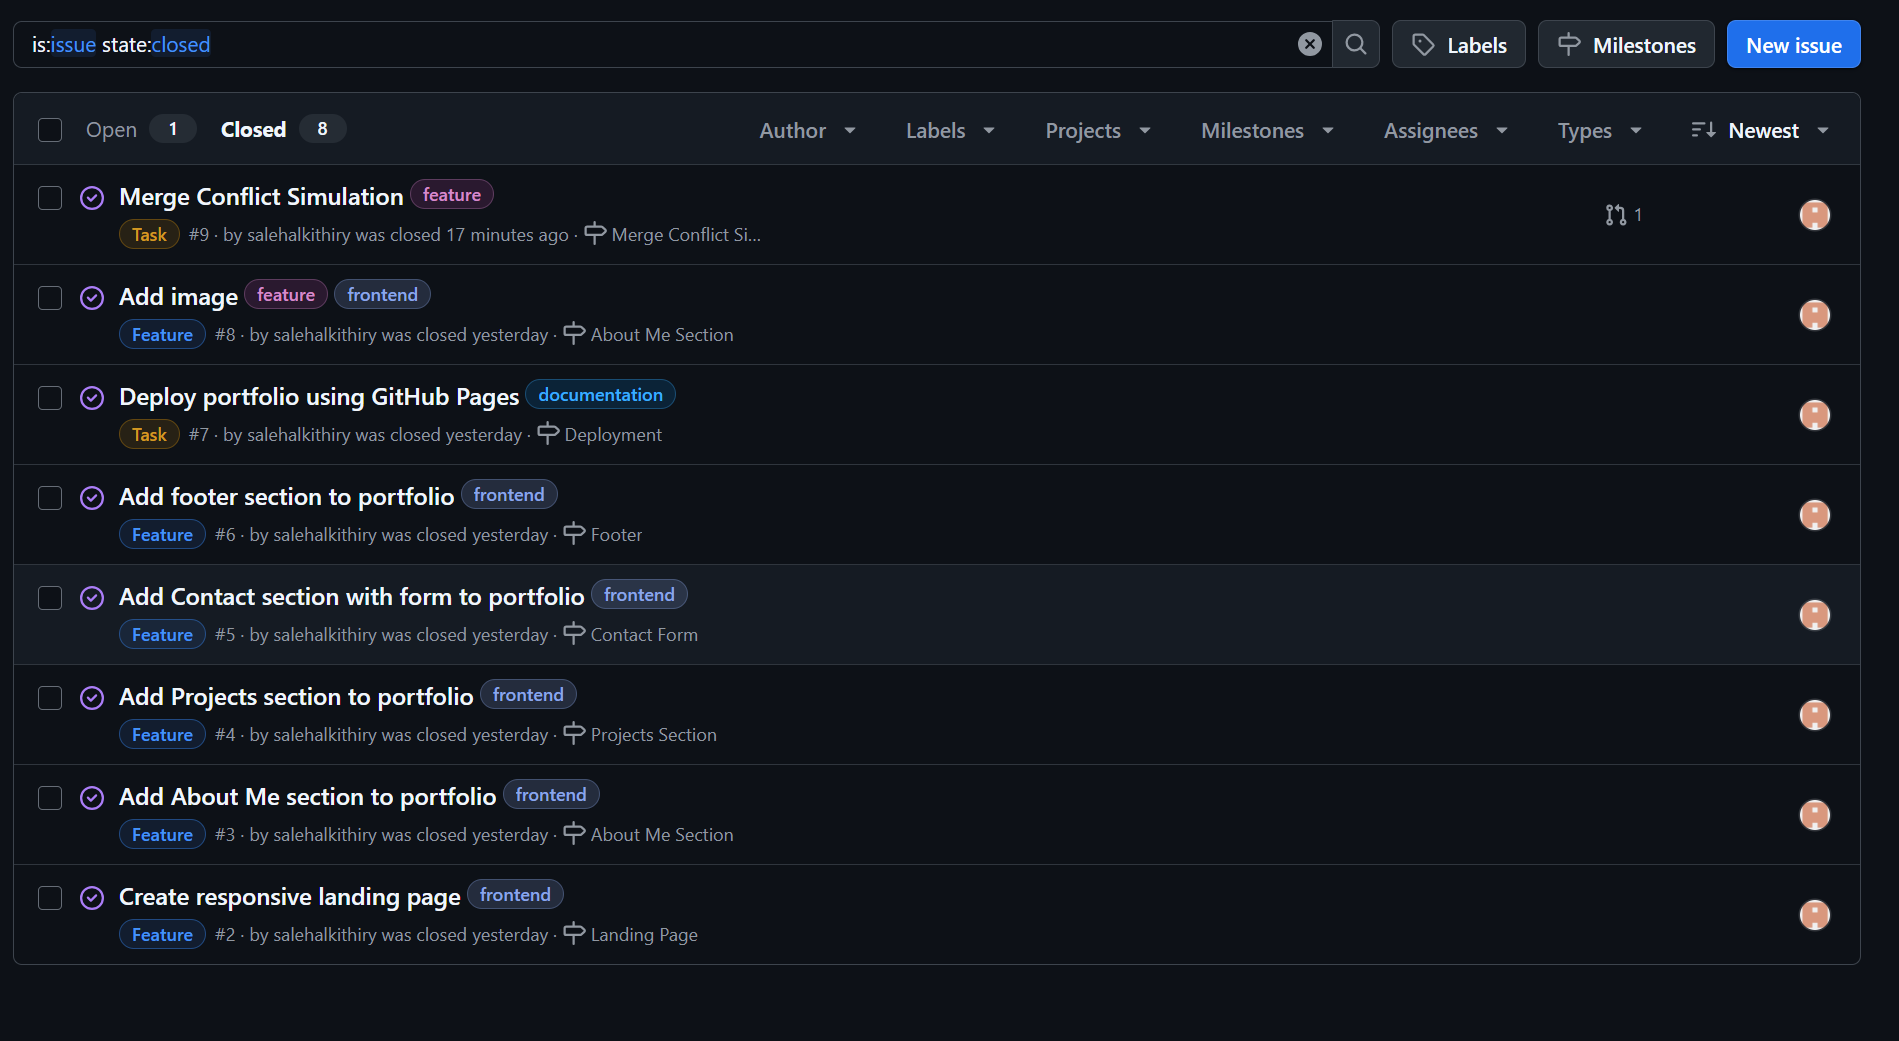 is:issue state:closed
Labels
Milestones
New issue
Open 1 Closed 8 Author Labels Projects Milestones Assignees Types Newest
Merge Conflict Simulation feature
Task #9 · by salehalkithiry was closed 17 minutes ago · Merge Conflict Si...
1
Add image feature frontend
Feature #8 · by salehalkithiry was closed yesterday · About Me Section
Deploy portfolio using GitHub Pages documentation
Task #7 · by salehalkithiry was closed yesterday · Deployment
Add footer section to portfolio frontend
Feature #6 · by salehalkithiry was closed yesterday · Footer
Add Contact section with form to portfolio frontend
Feature #5 · by salehalkithiry was closed yesterday · Contact Form
Add Projects section to portfolio frontend
Feature #4 · by salehalkithiry was closed yesterday · Projects Section
Add About Me section to portfolio frontend
Feature #3 · by salehalkithiry was closed yesterday · About Me Section
Create responsive landing page frontend
Feature #2 · by salehalkithiry was closed yesterday · Landing Page